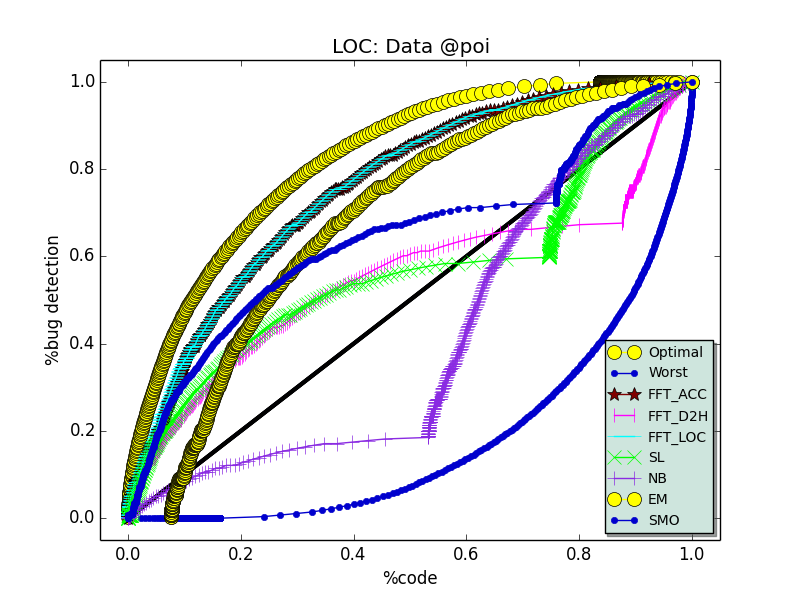 LOC: Data @poi
1.0
0.8
0.6
0.4
0.2
0.0
%bug detection
0.0 0.2 0.4 0.6 0.8 1.0
%code
Optimal
Worst
FFT_ACC
FFT_D2H
FFT_LOC
SL
NB
EM
SMO